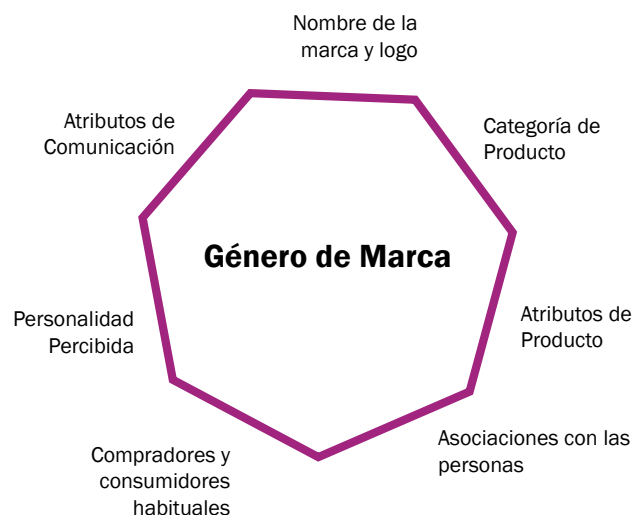 Nombre de la
marca y logo
Categoría de
Producto
Atributos de
Producto
Asociaciones con las
personas
Compradores y
consumidores
habituales
Personalidad
Percibida
Atributos de
Comunicación
Género de Marca